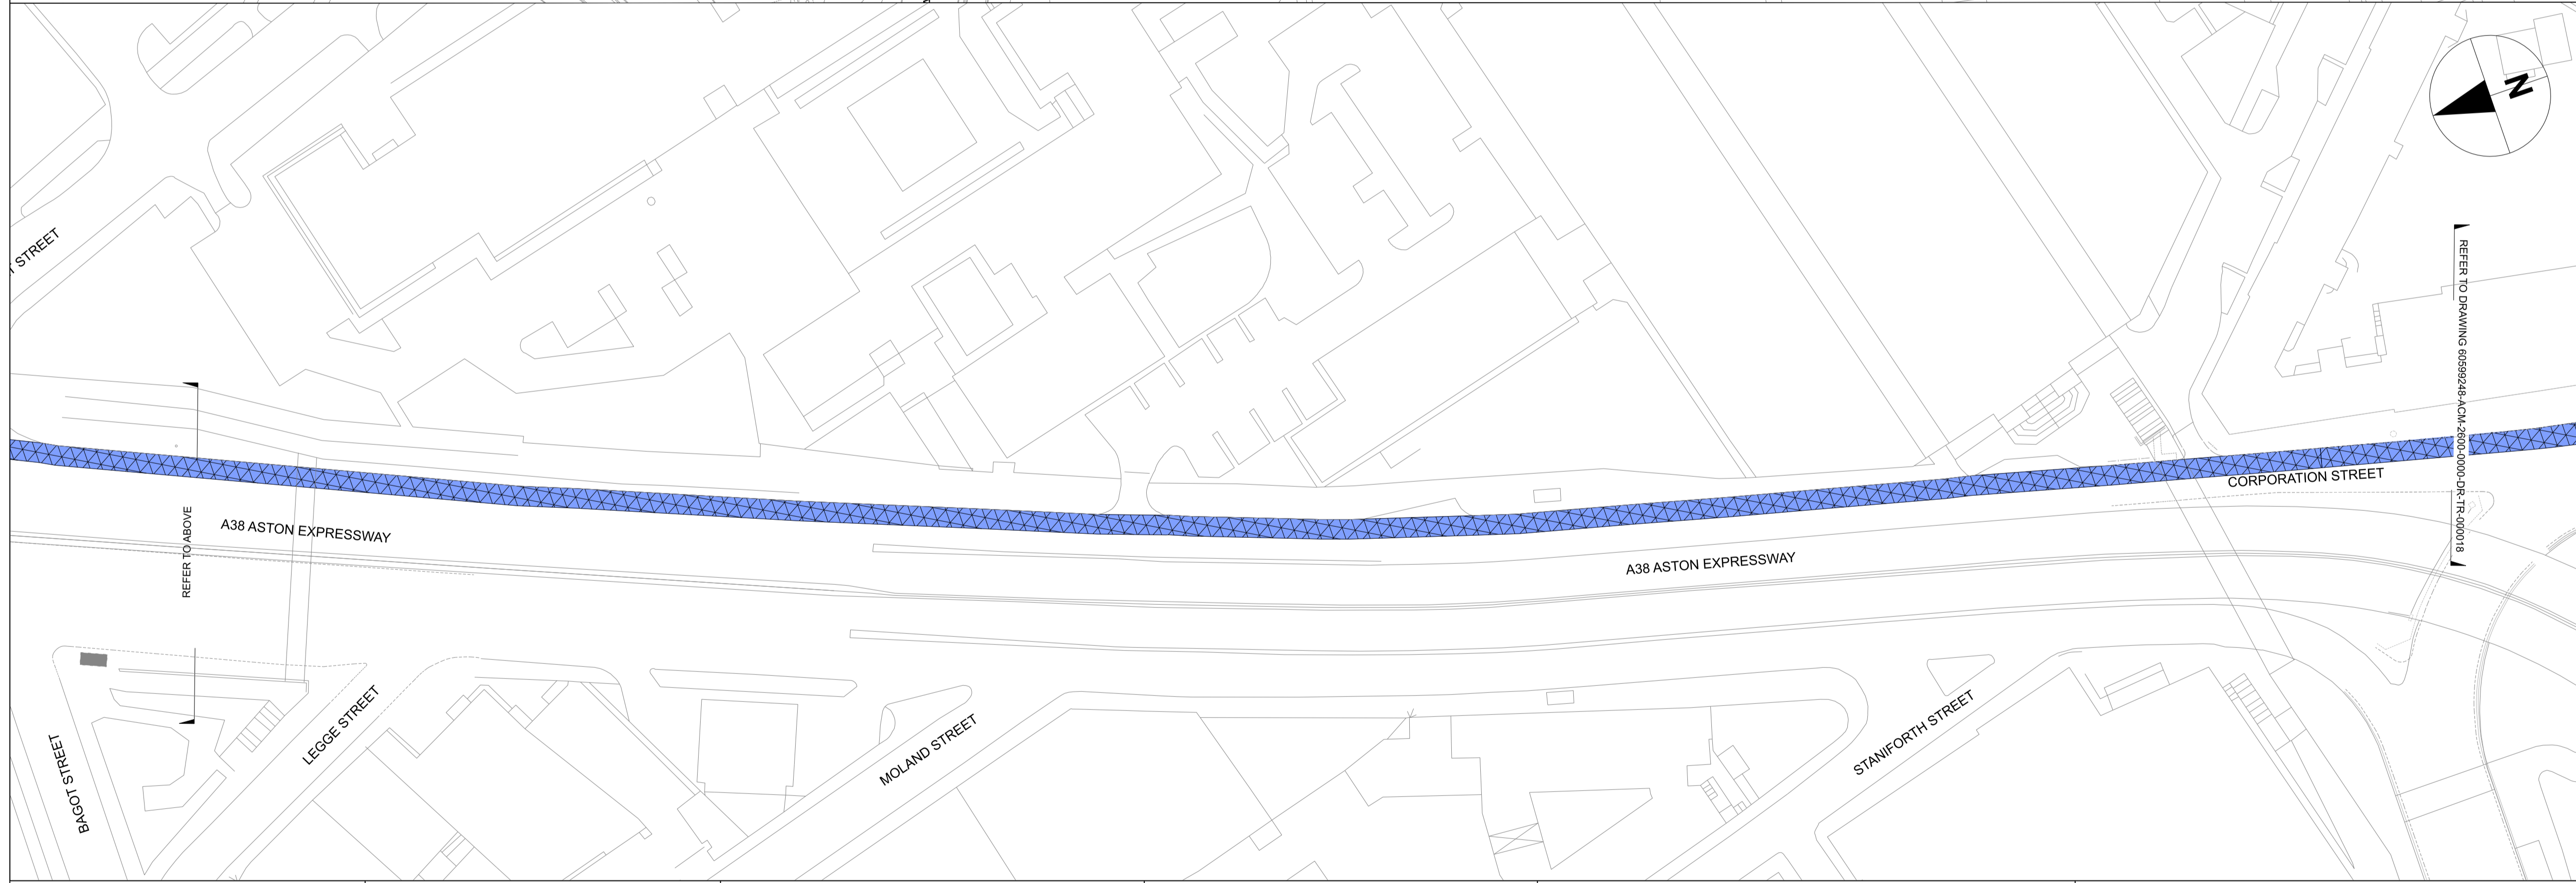 N
T STREET
REFER TO DRAWING 60599248-ACM-2600-0000-DR-TR-000018
CORPORATION STREET
A38 ASTON EXPRESSWAY
REFER TO ABOVE
A38 ASTON EXPRESSWAY
BAGOT STREET
LEGGE STREET
MOLAND STREET
STANIFORTH STREET